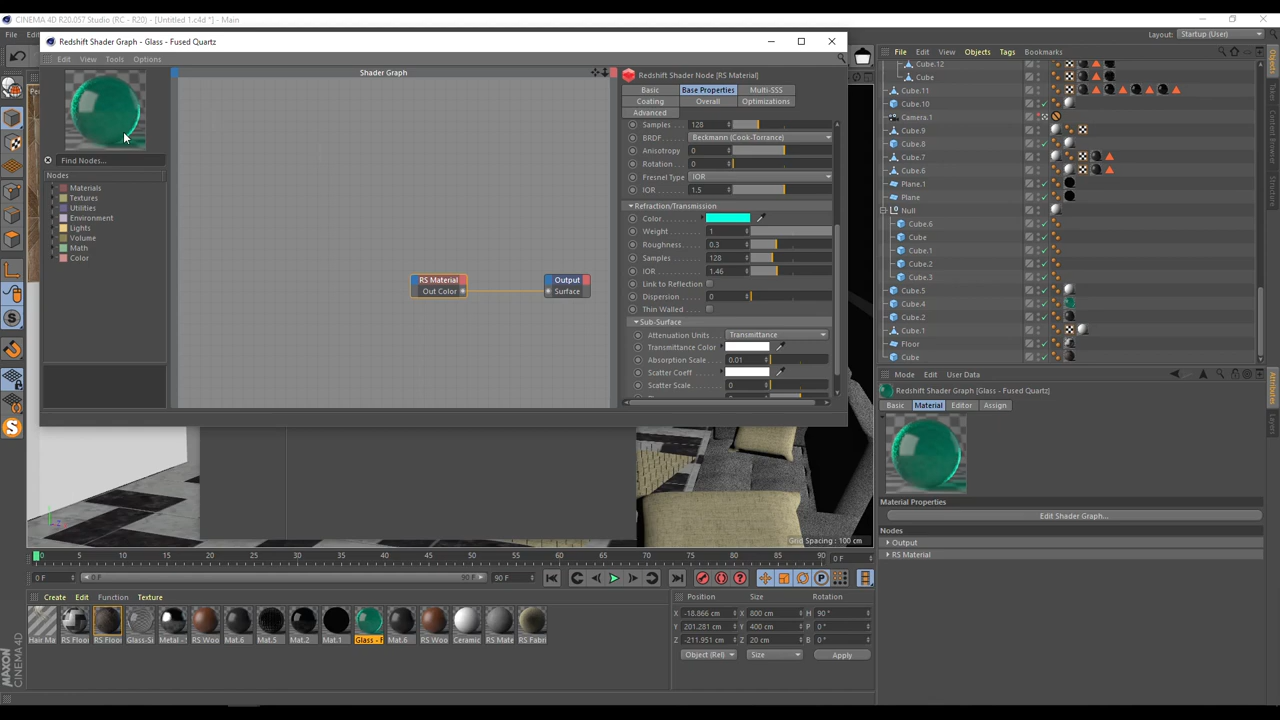 CINEMA 4D R20.057 Studio (RC - R20) - [Untitled 1.c4d *] - Main
File
Layout: Startup (User)
Redshift Shader Graph - Glass - Fused Quartz
Edit View Tools Options
Shader Graph
Find Nodes...
Nodes
Materials
Textures
Utilities
Environment
Lights
Volume
Math
Color
RS Material
Out Color
Output
Surface
Redshift Shader Node [RS Material]
Basic Base Properties Multi-SSS
Coating Overall Optimizations
Advanced
Samples 128
BRDF Beckmann (Cook-Torrance)
Anisotropy 0
Rotation 0
Fresnel Type IOR
IOR 1.5
Refraction/Transmission
Color
Weight 1
Roughness 0.3
Samples 128
IOR 1.46
Link to Reflection
Dispersion 0
Thin Walled
Sub-Surface
Attenuation Units Transmittance
Transmittance Color
Absorption Scale 0.01
Scatter Coeff
Scatter Scale 0
File Edit View Objects Tags Bookmarks
Cube.12
Cube
Cube.11
Cube.10
Camera.1
Cube.9
Cube.8
Cube.7
Cube.6
Plane.1
Plane
Null
Cube.6
Cube
Cube.1
Cube.2
Cube.3
Cube.5
Cube.4
Cube.2
Cube.1
Floor
Cube
Objects
Takes
Content Browser
Structure
Mode Edit User Data
Redshift Shader Graph [Glass - Fused Quartz]
Basic Material Editor Assign
Material Properties
Edit Shader Graph...
Nodes
Output
RS Material
Attributes
Layers
Grid Spacing : 100 cm
0 5 10 15 20 25 30 35 40 45 50 55 60 65 70 75 80 85 90 0 F
0 F 0 F 90 F 90 F
Create Edit Function Texture
Hair Ma RS Floor RS Floo Glass-Si Metal - RS Woo Mat.6 Mat.5 Mat.2 Mat.1 Glass - F Mat.6 RS Woo Ceramic RS Mate RS Fabri
Position Size Rotation
X -18.866 cm X 800 cm H 90 °
Y 201.281 cm Y 400 cm P 0 °
Z -211.951 cm Z 20 cm B 0 °
Object (Rel) Size Apply
MAXON CINEMA 4D